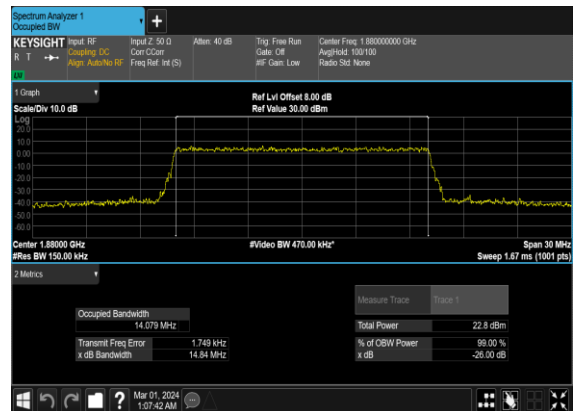 Spectrum Analyzer 1
Occupied BW
KEYSIGHT
R T
LW
Input: RF
Coupling: DC
Align: Auto/No RF
Input Z: 50 Ω
Corr CCorr
Freq Ref: Int (S)
Atten: 40 dB
Trig: Free Run
Gate: Off
#IF Gain: Low
Center Freq: 1.880000000 GHz
Avg|Hold: 100/100
Radio Std: None
1 Graph
Scale/Div 10.0 dB
Ref Lvl Offset 8.00 dB
Ref Value 30.00 dBm
Log
20.0
10.0
0.00
-10.0
-20.0
-30.0
-40.0
-50.0
-60.0
Center 1.88000 GHz
#Res BW 150.00 kHz
#Video BW 470.00 kHz*
Span 30 MHz
Sweep 1.67 ms (1001 pts)
2 Metrics
Measure Trace Trace 1
Occupied Bandwidth
14.079 MHz
Total Power 22.8 dBm
Transmit Freq Error 1.749 kHz
% of OBW Power 99.00 %
x dB Bandwidth 14.84 MHz
x dB -26.00 dB
Mar 01, 2024
1:07:42 AM